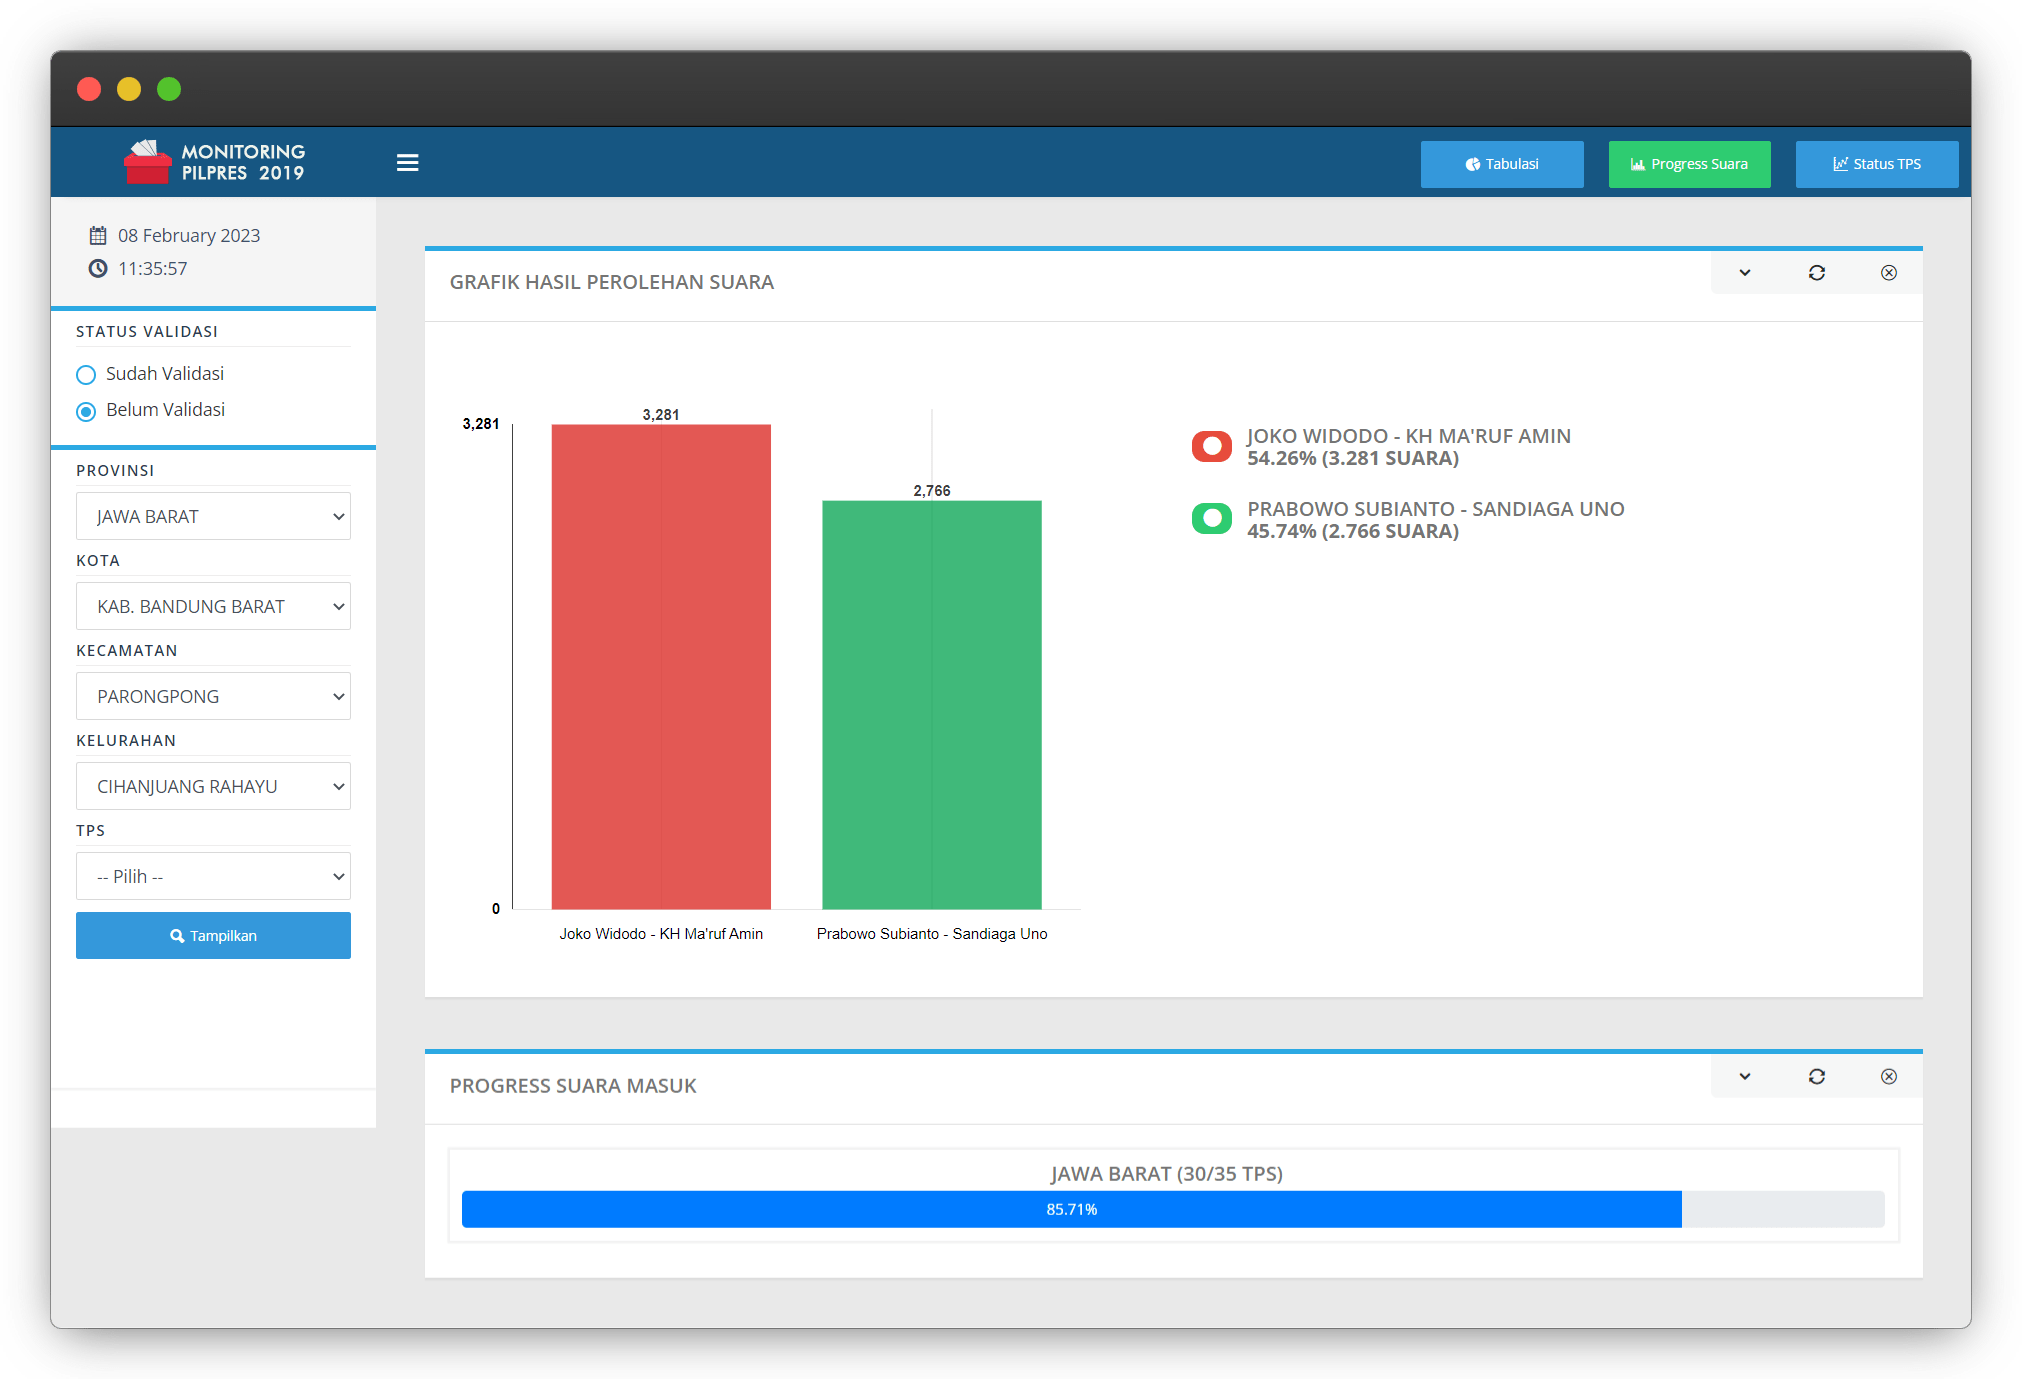 MONITORING
PILPRES 2019
Tabulasi
Progress Suara
Status TPS
08 February 2023
11:35:57
STATUS VALIDASI
Sudah Validasi
Belum Validasi
PROVINSI
JAWA BARAT
KOTA
KAB. BANDUNG BARAT
KECAMATAN
PARONGPONG
KELURAHAN
CIHANJUANG RAHAYU
TPS
-- Pilih --
Tampilkan
GRAFIK HASIL PEROLEHAN SUARA
3,281
3,281
2,766
0
Joko Widodo - KH Ma'ruf Amin
Prabowo Subianto - Sandiaga Uno
JOKO WIDODO - KH MA'RUF AMIN
54.26% (3.281 SUARA)
PRABOWO SUBIANTO - SANDIAGA UNO
45.74% (2.766 SUARA)
PROGRESS SUARA MASUK
JAWA BARAT (30/35 TPS)
85.71%